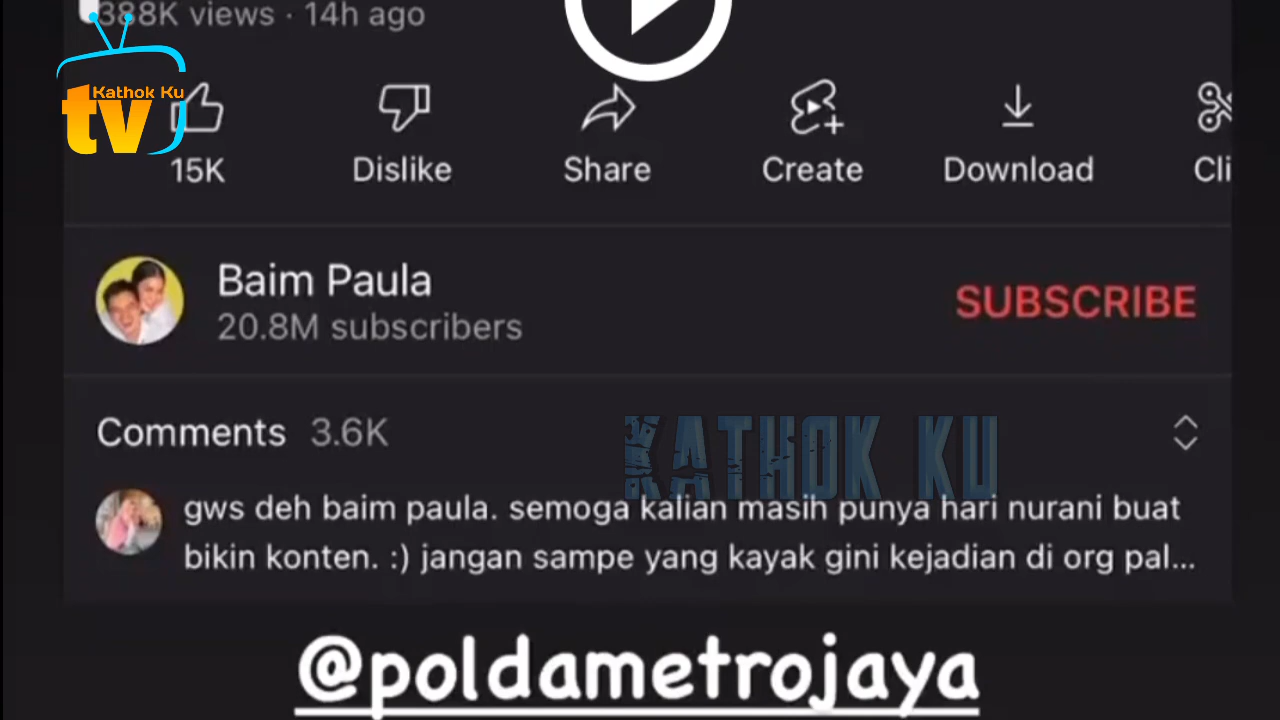 388K views · 14h ago
Kathok Ku
tv
15K
Dislike
Share
Create
Download
Cli
Baim Paula
20.8M subscribers
SUBSCRIBE
Comments 3.6K
KATHOK KU
gws deh baim paula. semoga kalian masih punya hari nurani buat
bikin konten. :) jangan sampe yang kayak gini kejadian di org pal...
@poldametrojaya